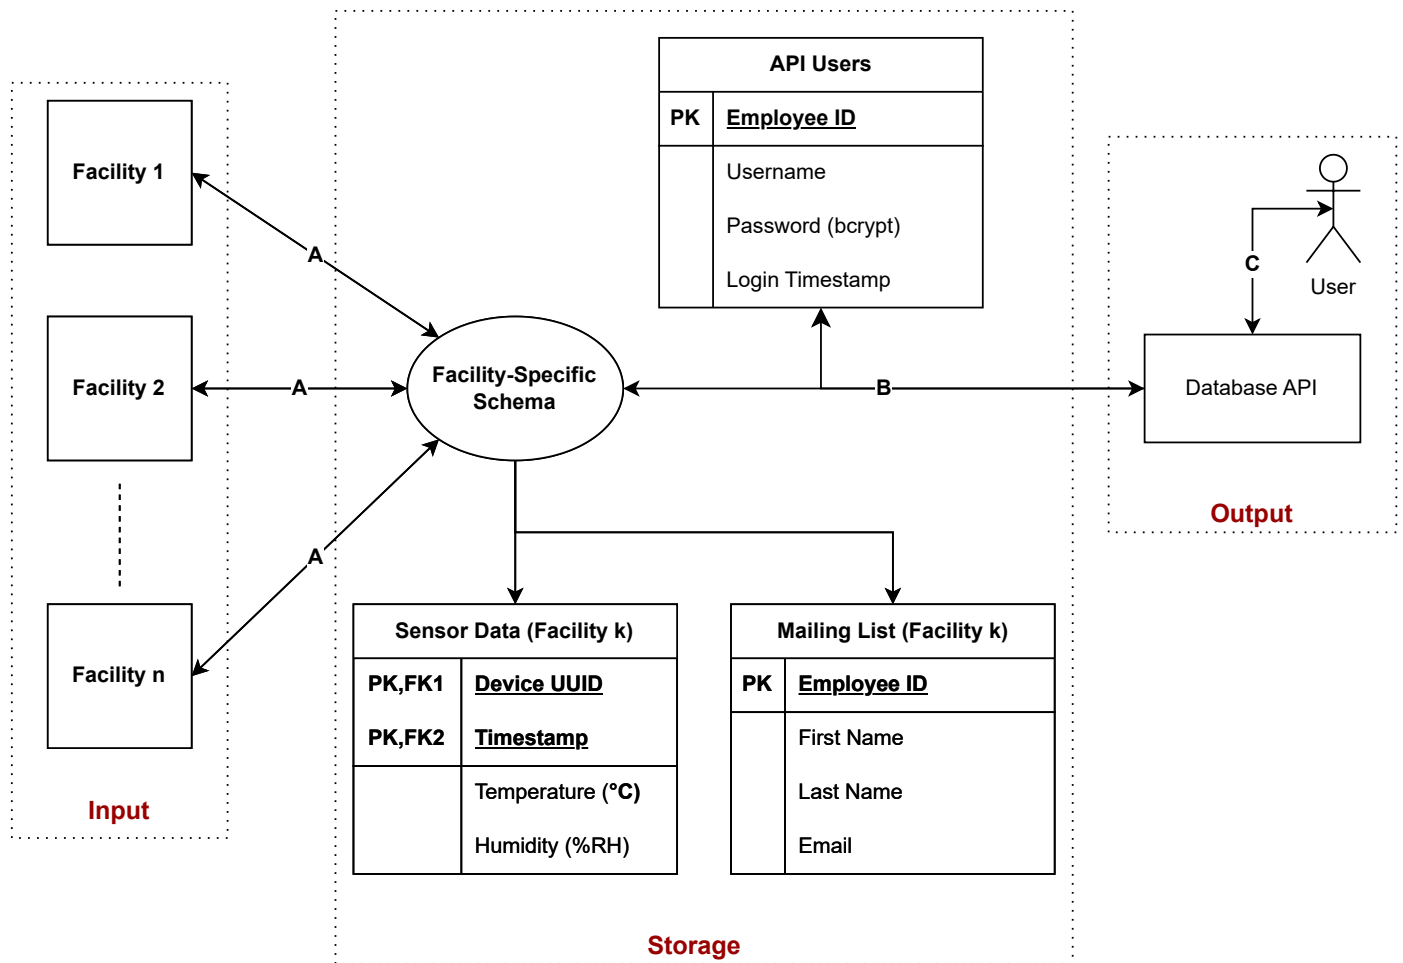 API Users
PK Employee ID
Username
Password (bcrypt)
Login Timestamp
Facility 1
A
Facility 2
A
Facility n
A
Input
Facility-Specific
Schema
B
C
User
Database API
Output
Sensor Data (Facility k)
PK,FK1 Device UUID
PK,FK2 Timestamp
Temperature (°C)
Humidity (%RH)
Mailing List (Facility k)
PK Employee ID
First Name
Last Name
Email
Storage